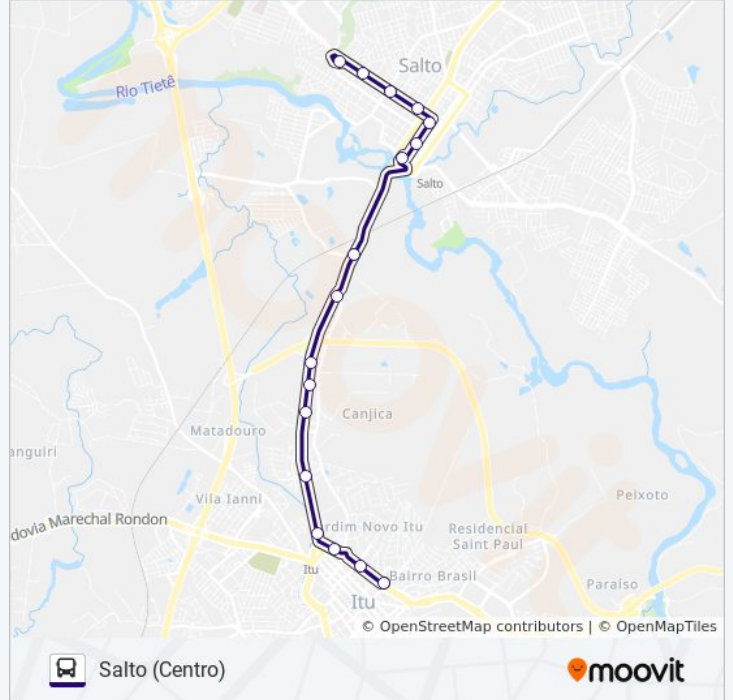 Salto
Rio Tietê
Salto
Canjica
Matadouro
anguiri
Vila Ianni
Peixoto
dovia Marechal Rondon
rdim Novo Itu
Residencial
Saint Paul
Itu
Bairro Brasil
Paraíso
Itu
© OpenStreetMap contributors | © OpenMapTiles
Salto (Centro)
moovit